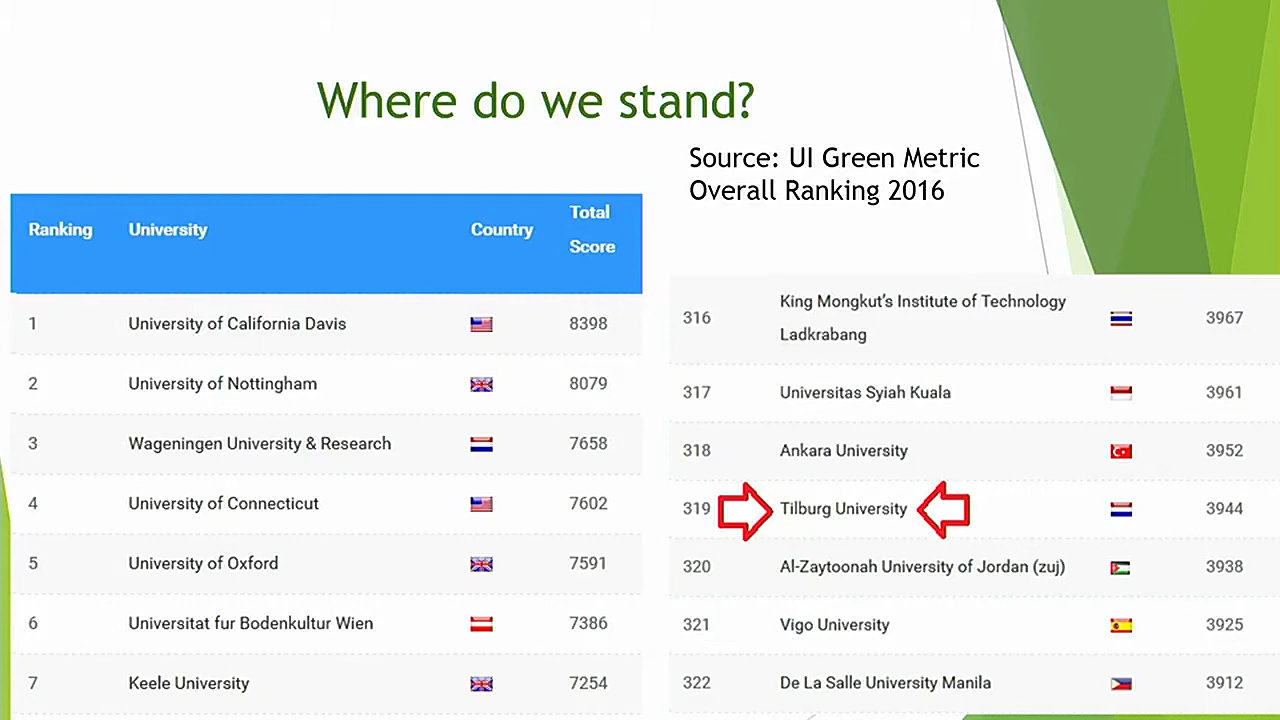 Where do we stand?
Source: UI Green Metric
Overall Ranking 2016
Ranking University Country Total Score
1 University of California Davis 8398
2 University of Nottingham 8079
3 Wageningen University & Research 7658
4 University of Connecticut 7602
5 University of Oxford 7591
6 Universitat fur Bodenkultur Wien 7386
7 Keele University 7254
316 King Mongkut's Institute of Technology Ladkrabang 3967
317 Universitas Syiah Kuala 3961
318 Ankara University 3952
319 Tilburg University 3944
320 Al-Zaytoonah University of Jordan (zuj) 3938
321 Vigo University 3925
322 De La Salle University Manila 3912